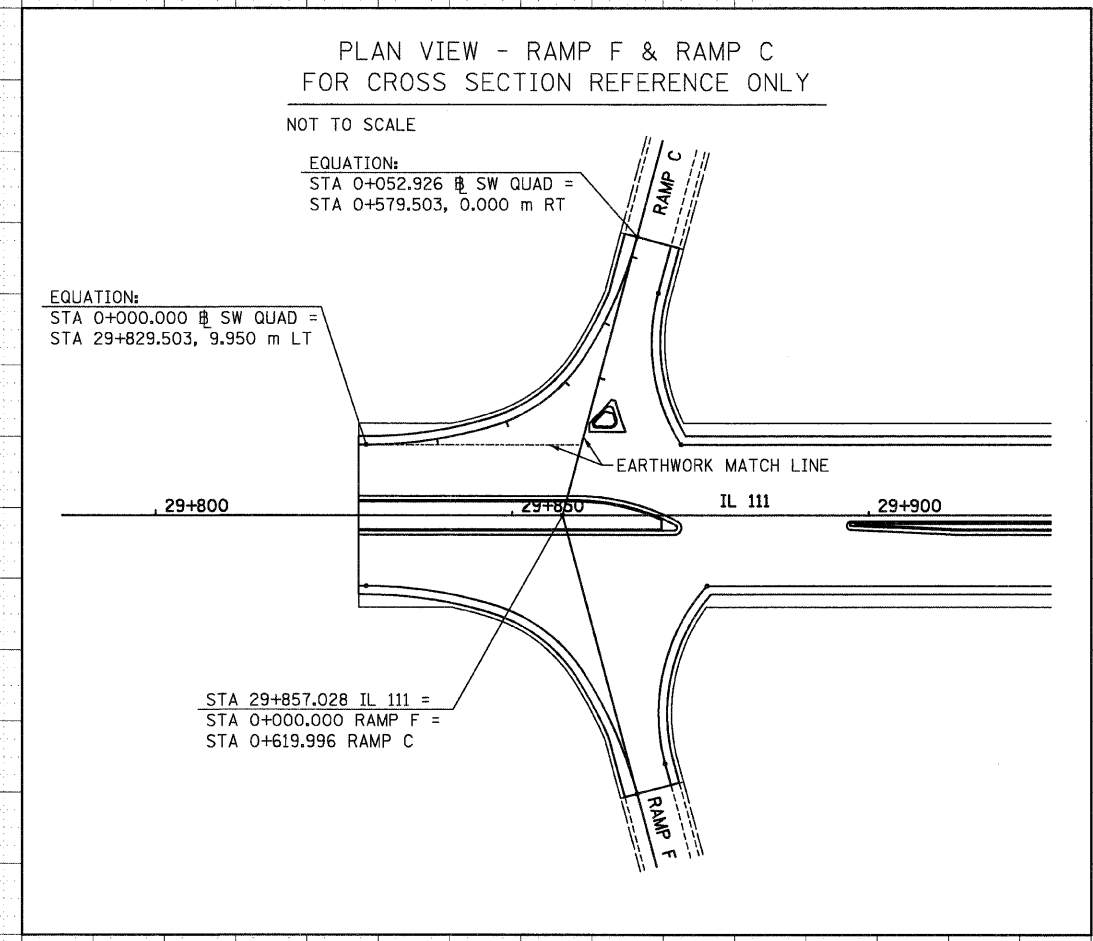 PLAN VIEW - RAMP F & RAMP C
FOR CROSS SECTION REFERENCE ONLY
NOT TO SCALE
EQUATION:
STA 0+052.926 BL SW QUAD =
STA 0+579.503, 0.000 m RT
RAMP C
EQUATION:
STA 0+000.000 BL SW QUAD =
STA 29+829.503, 9.950 m LT
EARTHWORK MATCH LINE
29+800
29+850
IL 111
29+900
STA 29+857.028 IL 111 =
STA 0+000.000 RAMP F =
STA 0+619.996 RAMP C
RAMP F